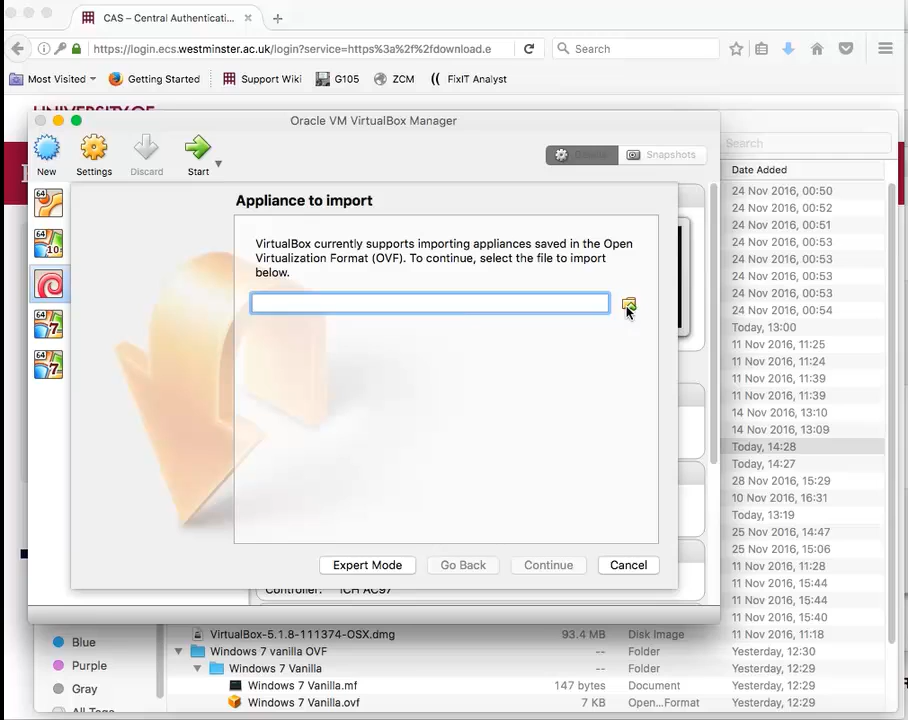 CAS – Central Authenticati...
https://login.ecs.westminster.ac.uk/login?service=https%3a%2f%2fdownload.e
Search
Most Visited
Getting Started
Support Wiki
G105
ZCM
FixIT Analyst
Oracle VM VirtualBox Manager
New
Settings
Discard
Start
Snapshots
Search
Date Added
64
64
10
64
7
64
7
Appliance to import
VirtualBox currently supports importing appliances saved in the Open
Virtualization Format (OVF). To continue, select the file to import
below.
Expert Mode
Go Back
Continue
Cancel
24 Nov 2016, 00:50
24 Nov 2016, 00:52
24 Nov 2016, 00:51
24 Nov 2016, 00:53
24 Nov 2016, 00:53
24 Nov 2016, 00:53
24 Nov 2016, 00:53
24 Nov 2016, 00:54
Today, 13:00
11 Nov 2016, 11:25
11 Nov 2016, 11:24
11 Nov 2016, 11:39
11 Nov 2016, 11:39
14 Nov 2016, 13:10
14 Nov 2016, 13:09
Today, 14:28
Today, 14:27
28 Nov 2016, 15:29
10 Nov 2016, 16:31
Today, 13:19
25 Nov 2016, 14:47
25 Nov 2016, 15:06
11 Nov 2016, 11:28
11 Nov 2016, 15:44
11 Nov 2016, 15:44
11 Nov 2016, 15:40
Controller: ICH AC97
Blue
Purple
Gray
All Tags
VirtualBox-5.1.8-111374-OSX.dmg 93.4 MB Disk Image 11 Nov 2016, 11:18
Windows 7 Vanilla OVF -- Folder Yesterday, 12:30
Windows 7 Vanilla -- Folder Yesterday, 12:29
Windows 7 Vanilla.mf 147 bytes Document Yesterday, 12:29
Windows 7 Vanilla.ovf 7 KB Open...Format Yesterday, 12:29